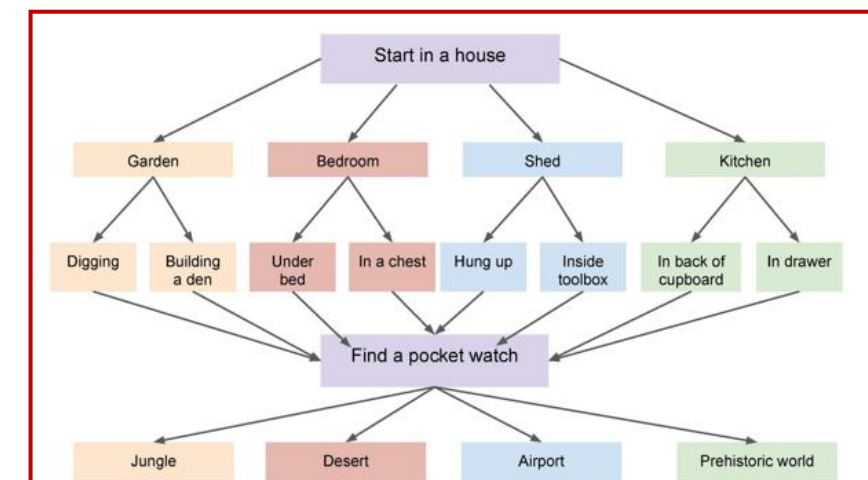 Start in a house
Garden
Bedroom
Shed
Kitchen
Digging
Building
a den
Under
bed
In a chest
Hung up
Inside
toolbox
In back of
cupboard
In drawer
Find a pocket watch
Jungle
Desert
Airport
Prehistoric world